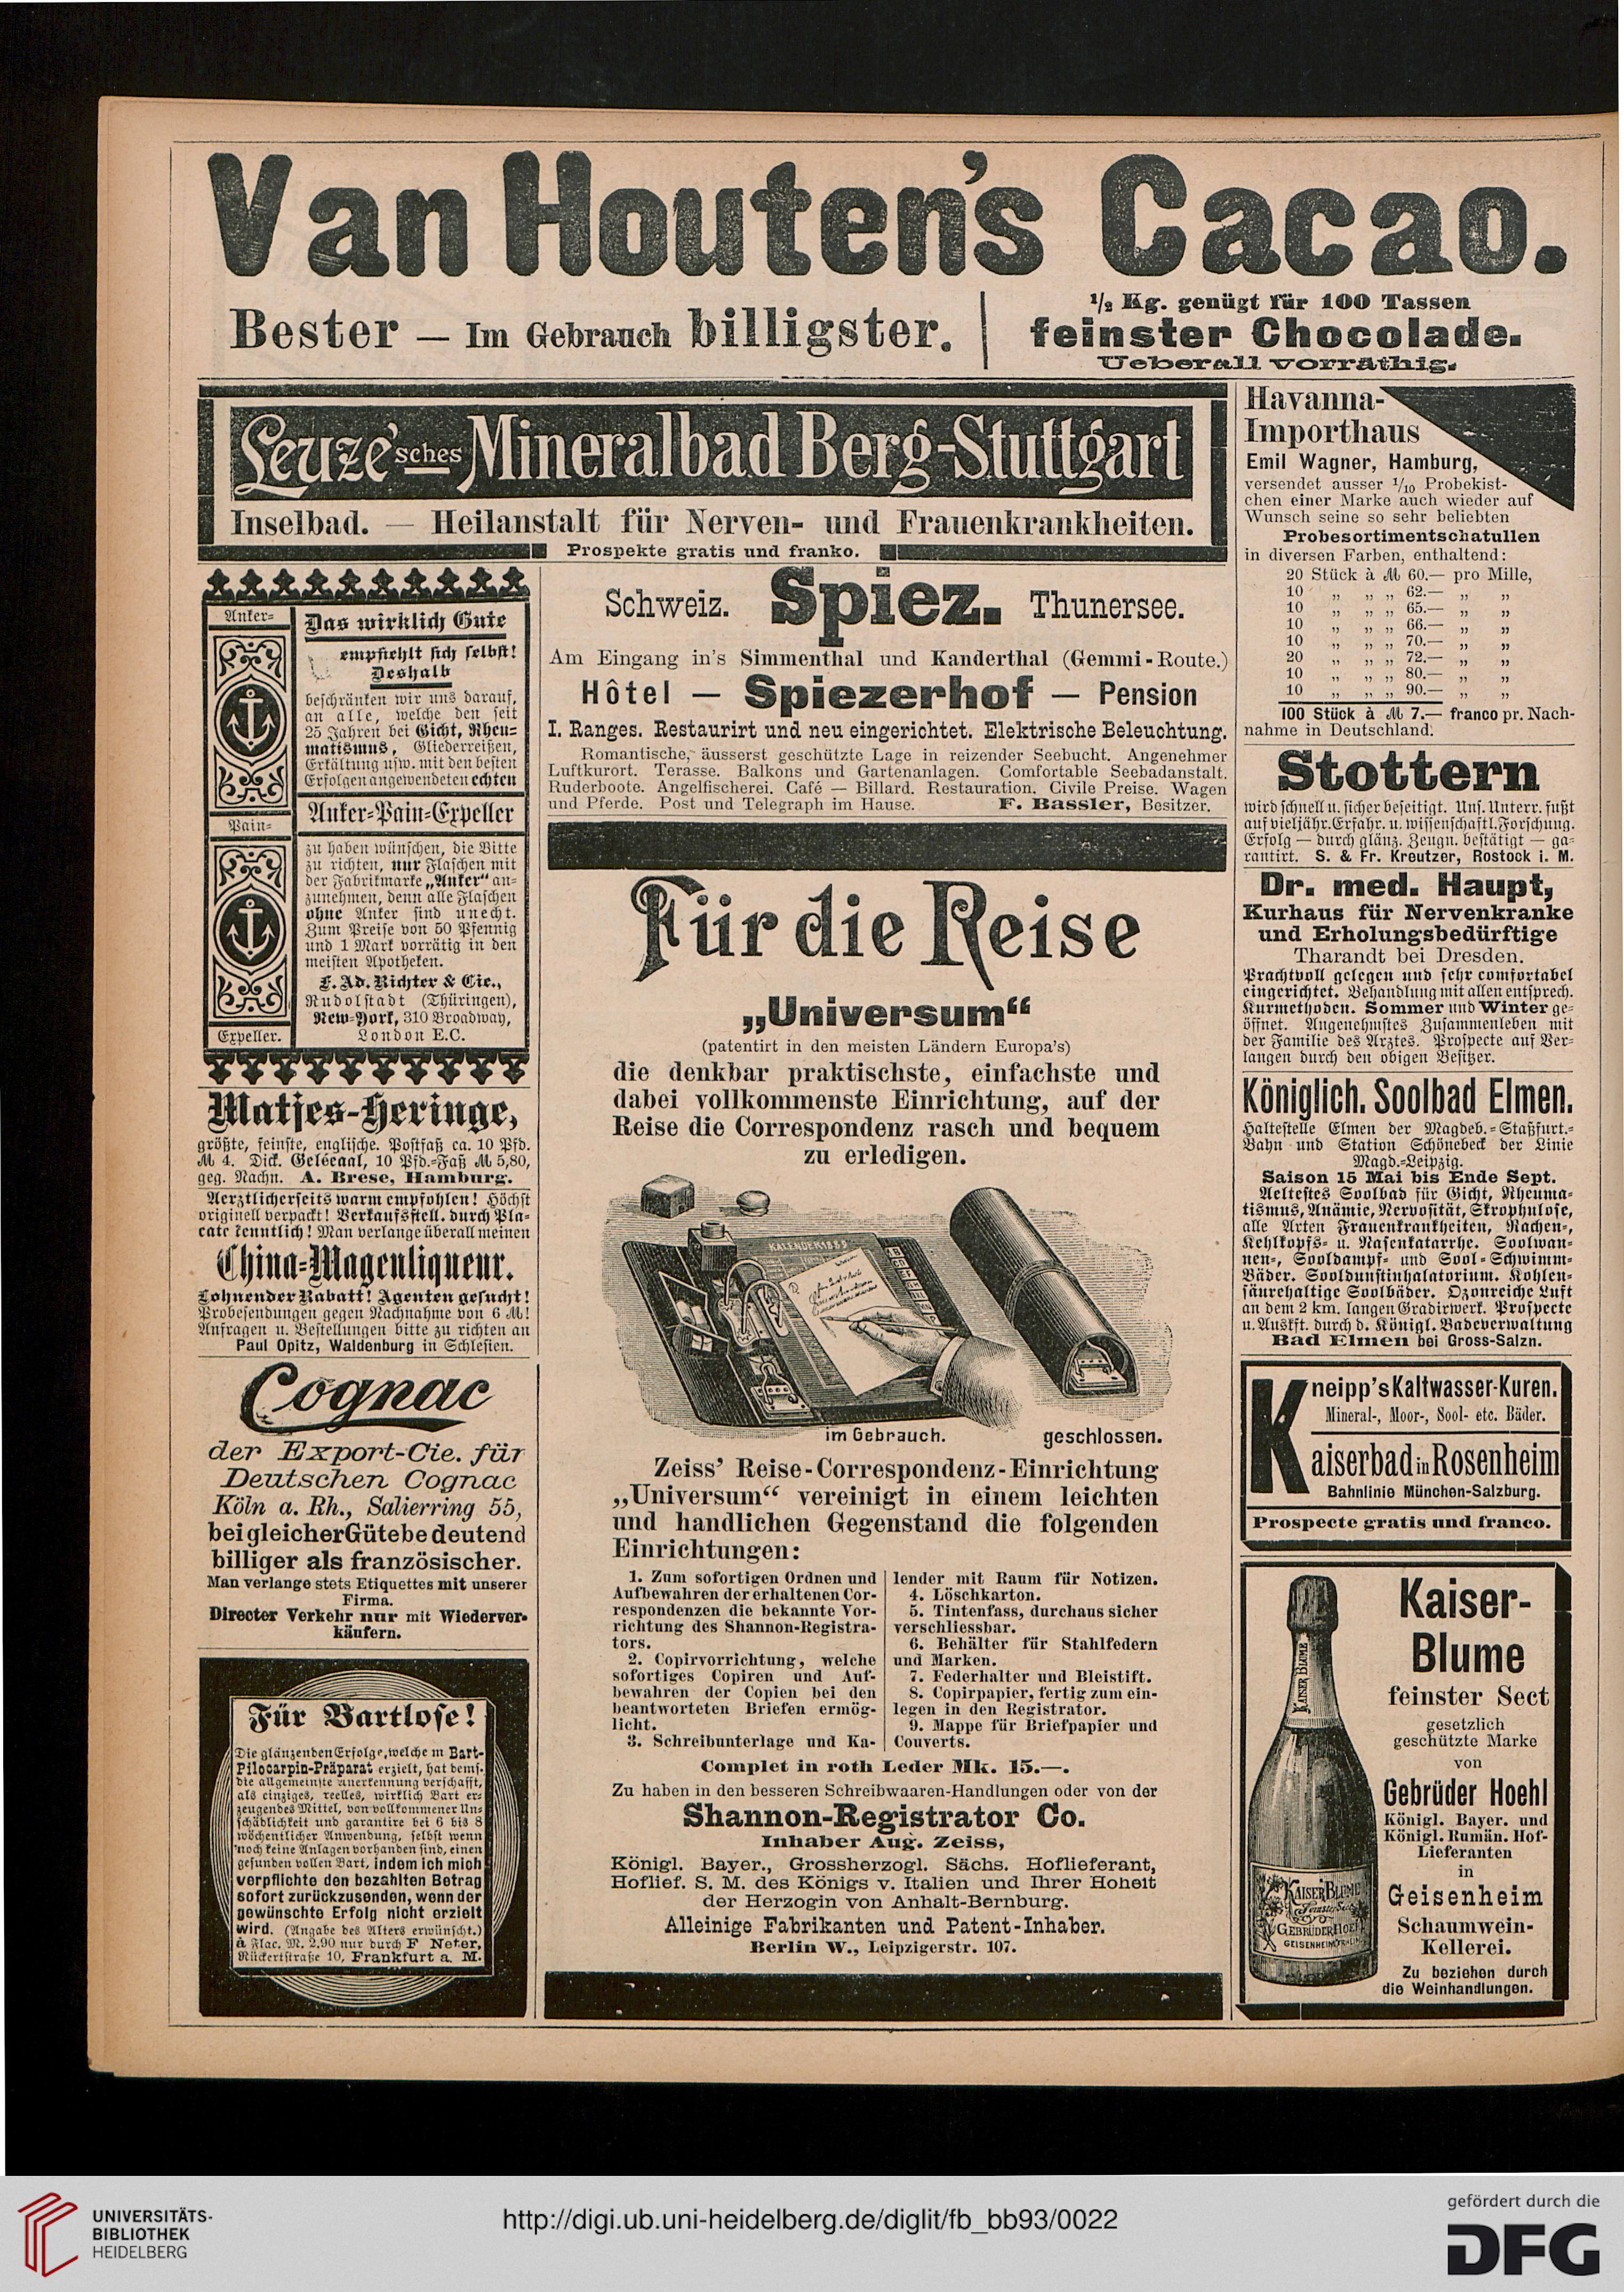 Van Houten's Cacao.
Bester — Im Gebrauch billigster.
1/2 Kg. genügt für 100 Tassen
feinster Chocolade.
Ueberall vorräthig.
Leuze'sches Mineralbad Berg-Stuttgart
Inselbad. — Heilanstalt für Nerven- und Frauenkrankheiten.
Prospekte gratis und franko.
Anker-
Pain-
Expeller.
Das wirklich Gute
empfiehlt sich selbst!
Deshalb
beschränken wir uns darauf,
an alle, welche den seit
25 Jahren bei Gicht, Rheu-
matismus, Gliederreißen,
Erkältung usw. mit den besten
Erfolgen angewendeten echten
Anker-Pain-Expeller
zu haben wünschen, die Bitte
zu richten, nur Flaschen mit
der Fabrikmarke „Anker" an-
zunehmen, denn alle Flaschen
ohne Anker sind unecht.
Zum Preise von 50 Pfennig
und 1 Mark vorrätig in den
meisten Apotheken.
F. Ad. Richter & Cie.,
Rudolstadt (Thüringen),
New-York, 310 Broadway,
London E.C.
Matjes-Heringe,
größte, feinste, englische. Postfaß ca. 10 Pfd.
M 4. Dick. Geléeaal, 10 Pfd.-Faß M 5,80,
geg. Nachn. A. Brese, Hamburg.
Aerztlicherseits warm empfohlen! Höchst
originell verpackt! Verkaufsstell. durch Pla-
cate kenntlich! Man verlange überall meinen
China-Magenliqueur.
Lohnender Rabatt! Agenten gesucht!
Probesendungen gegen Nachnahme von 6 M!
Anfragen u. Bestellungen bitte zu richten an
Paul Opitz, Waldenburg in Schlesien.
Cognac
der Export-Cie. für
Deutschen Cognac
Köln a. Rh., Salierring 55,
bei gleicher Güte bedeutend
billiger als französischer.
Man verlange stets Etiquettes mit unserer
Firma.
Directer Verkehr nur mit Wiederver-
käufern.
Für Bartlose!
Die glänzenden Erfolge, welche m Bart-
Pilocarpin-Präparat erzielt, hat dems.
die allgemeinste Anerkennung verschafft,
als einziges, reelles, wirklich Bart er-
zeugendes Mittel, von vollkommener Un-
schädlichkeit und garantire bei 6 bis 8
wöchentlicher Anwendung, selbst wenn
noch keine Anlagen vorhanden sind, einen
gesunden vollen Bart, indem ich mich
verpflichte den bezahlten Betrag
sofort zurückzusenden, wenn der
gewünschte Erfolg nicht erzielt
wird. (Angabe des Alters erwünscht.)
à Flac. M. 2.90 nur durch F Neter,
Rückertstraße 10, Frankfurt a. M.
Schweiz. Spiez. Thunersee.
Am Eingang in's Simmenthal und Kanderthal (Gemmi-Route.)
Hôtel — Spiezerhof — Pension
I. Ranges. Restaurirt und neu eingerichtet. Elektrische Beleuchtung.
Romantische, äusserst geschützte Lage in reizender Seebucht. Angenehmer
Luftkurort. Terasse. Balkons und Gartenanlagen. Comfortable Seebadanstalt.
Ruderboote. Angelfischerei. Café — Billard. Restauration. Civile Preise. Wagen
und Pferde. Post und Telegraph im Hause. F. Bassler, Besitzer.
Für die Reise
„Universum"
(patentirt in den meisten Ländern Europa's)
die denkbar praktischste, einfachste und
dabei vollkommenste Einrichtung, auf der
Reise die Correspondenz rasch und bequem
zu erledigen.
KALENDER 1888
im Gebrauch. geschlossen.
Zeiss' Reise-Correspondenz-Einrichtung
„Universum" vereinigt in einem leichten
und handlichen Gegenstand die folgenden
Einrichtungen:
1. Zum sofortigen Ordnen und
Aufbewahren der erhaltenen Cor-
respondenzen die bekannte Vor-
richtung des Shannon-Registra-
tors.
2. Copirvorrichtung, welche
sofortiges Copiren und Auf-
bewahren der Copien bei den
beantworteten Briefen ermög-
licht.
3. Schreibunterlage und Ka-
lender mit Raum für Notizen.
4. Löschkarton.
5. Tintenfass, durchaus sicher
verschliessbar.
6. Behälter für Stahlfedern
und Marken.
7. Federhalter und Bleistift.
8. Copirpapier, fertig zum ein-
legen in den Registrator.
9. Mappe für Briefpapier und
Couverts.
Complet in roth Leder Mk. 15.—.
Zu haben in den besseren Schreibwaaren-Handlungen oder von der
Shannon-Registrator Co.
Inhaber Aug. Zeiss,
Königl. Bayer., Grossherzogl. Sächs. Hoflieferant,
Hoflief. S. M. des Königs v. Italien und Ihrer Hoheit
der Herzogin von Anhalt-Bernburg.
Alleinige Fabrikanten und Patent-Inhaber.
Berlin W., Leipzigerstr. 107.
Havanna-
Importhaus
Emil Wagner, Hamburg,
versendet ausser 1/10 Probekist-
chen einer Marke auch wieder auf
Wunsch seine so sehr beliebten
Probesortimentschatullen
in diversen Farben, enthaltend:
20 Stück à M 60.— pro Mille,
10 „ „ „ 62.— „ „
10 „ „ „ 65.— „ „
10 „ „ „ 66.— „ „
10 „ „ „ 70.— „ „
20 „ „ „ 72.— „ „
10 „ „ „ 80.— „ „
10 „ „ „ 90.— „ „
100 Stück à M 7.— franco pr. Nach-
nahme in Deutschland.
Stottern
wird schnell u. sicher beseitigt. Uns. Unterr. fußt
auf vieljähr. Erfahr. u. wissenschaftl. Forschung.
Erfolg — durch glänz. Zeugn. bestätigt — ga-
rantirt. S. & Fr. Kreutzer, Rostock i. M.
Dr. med. Haupt,
Kurhaus für Nervenkranke
und Erholungsbedürftige
Tharandt bei Dresden.
Prachtvoll gelegen und sehr comfortabel
eingerichtet. Behandlung mit allen entsprech.
Kurmethoden. Sommer und Winter ge-
öffnet. Angenehmstes Zusammenleben mit
der Familie des Arztes. Prospecte auf Ver-
langen durch den obigen Besitzer.
Königlich. Soolbad Elmen.
Haltestelle Elmen der Magdeb.-Staßfurt.-
Bahn und Station Schönebeck der Linie
Magd.-Leipzig.
Saison 15 Mai bis Ende Sept.
Aeltestes Soolbad für Gicht, Rheuma-
tismus, Anämie, Nervosität, Skrophulose,
alle Arten Frauenkrankheiten, Rachen-,
Kehlkopfs- u. Nasenkatarrhe. Soolwan-
nen-, Sooldampf- und Sool-Schwimm-
Bäder. Sooldunstinhalatorium. Kohlen-
säurehaltige Soolbäder. Ozonreiche Luft
an dem 2 km. langen Gradirwerk. Prospecte
u. Auskft. durch d. Königl. Badeverwaltung
Bad Elmen bei Gross-Salzn.
Kneipp's Kaltwasser-Kuren.
Mineral-, Moor-, Sool- etc. Bäder.
Kaiserbad in Rosenheim
Bahnlinie München-Salzburg.
Prospecte gratis und franco.
Kaiser-
Blume
feinster Sect
gesetzlich
geschützte Marke
von
Gebrüder Hoehl
Königl. Bayer. und
Königl. Rumän. Hof-
Lieferanten
in
Geisenheim
Schaumwein-
Kellerei.
Zu beziehen durch
die Weinhandlungen.
KAISER BLUME
KAISER BLUME
Feinster Sect
GEBRÜDER HOEHL
GEISENHEIM
UNIVERSITÄTS-
BIBLIOTHEK
HEIDELBERG
http://digi.ub.uni-heidelberg.de/diglit/fb_bb93/0022
gefördert durch die
DFG